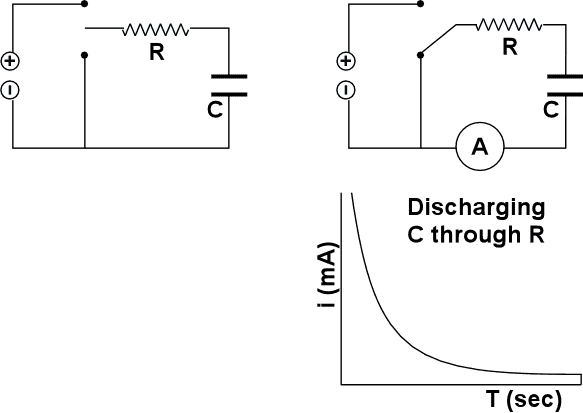 +
−
R
C
+
−
R
C
A
Discharging
C through R
i (mA)
T (sec)